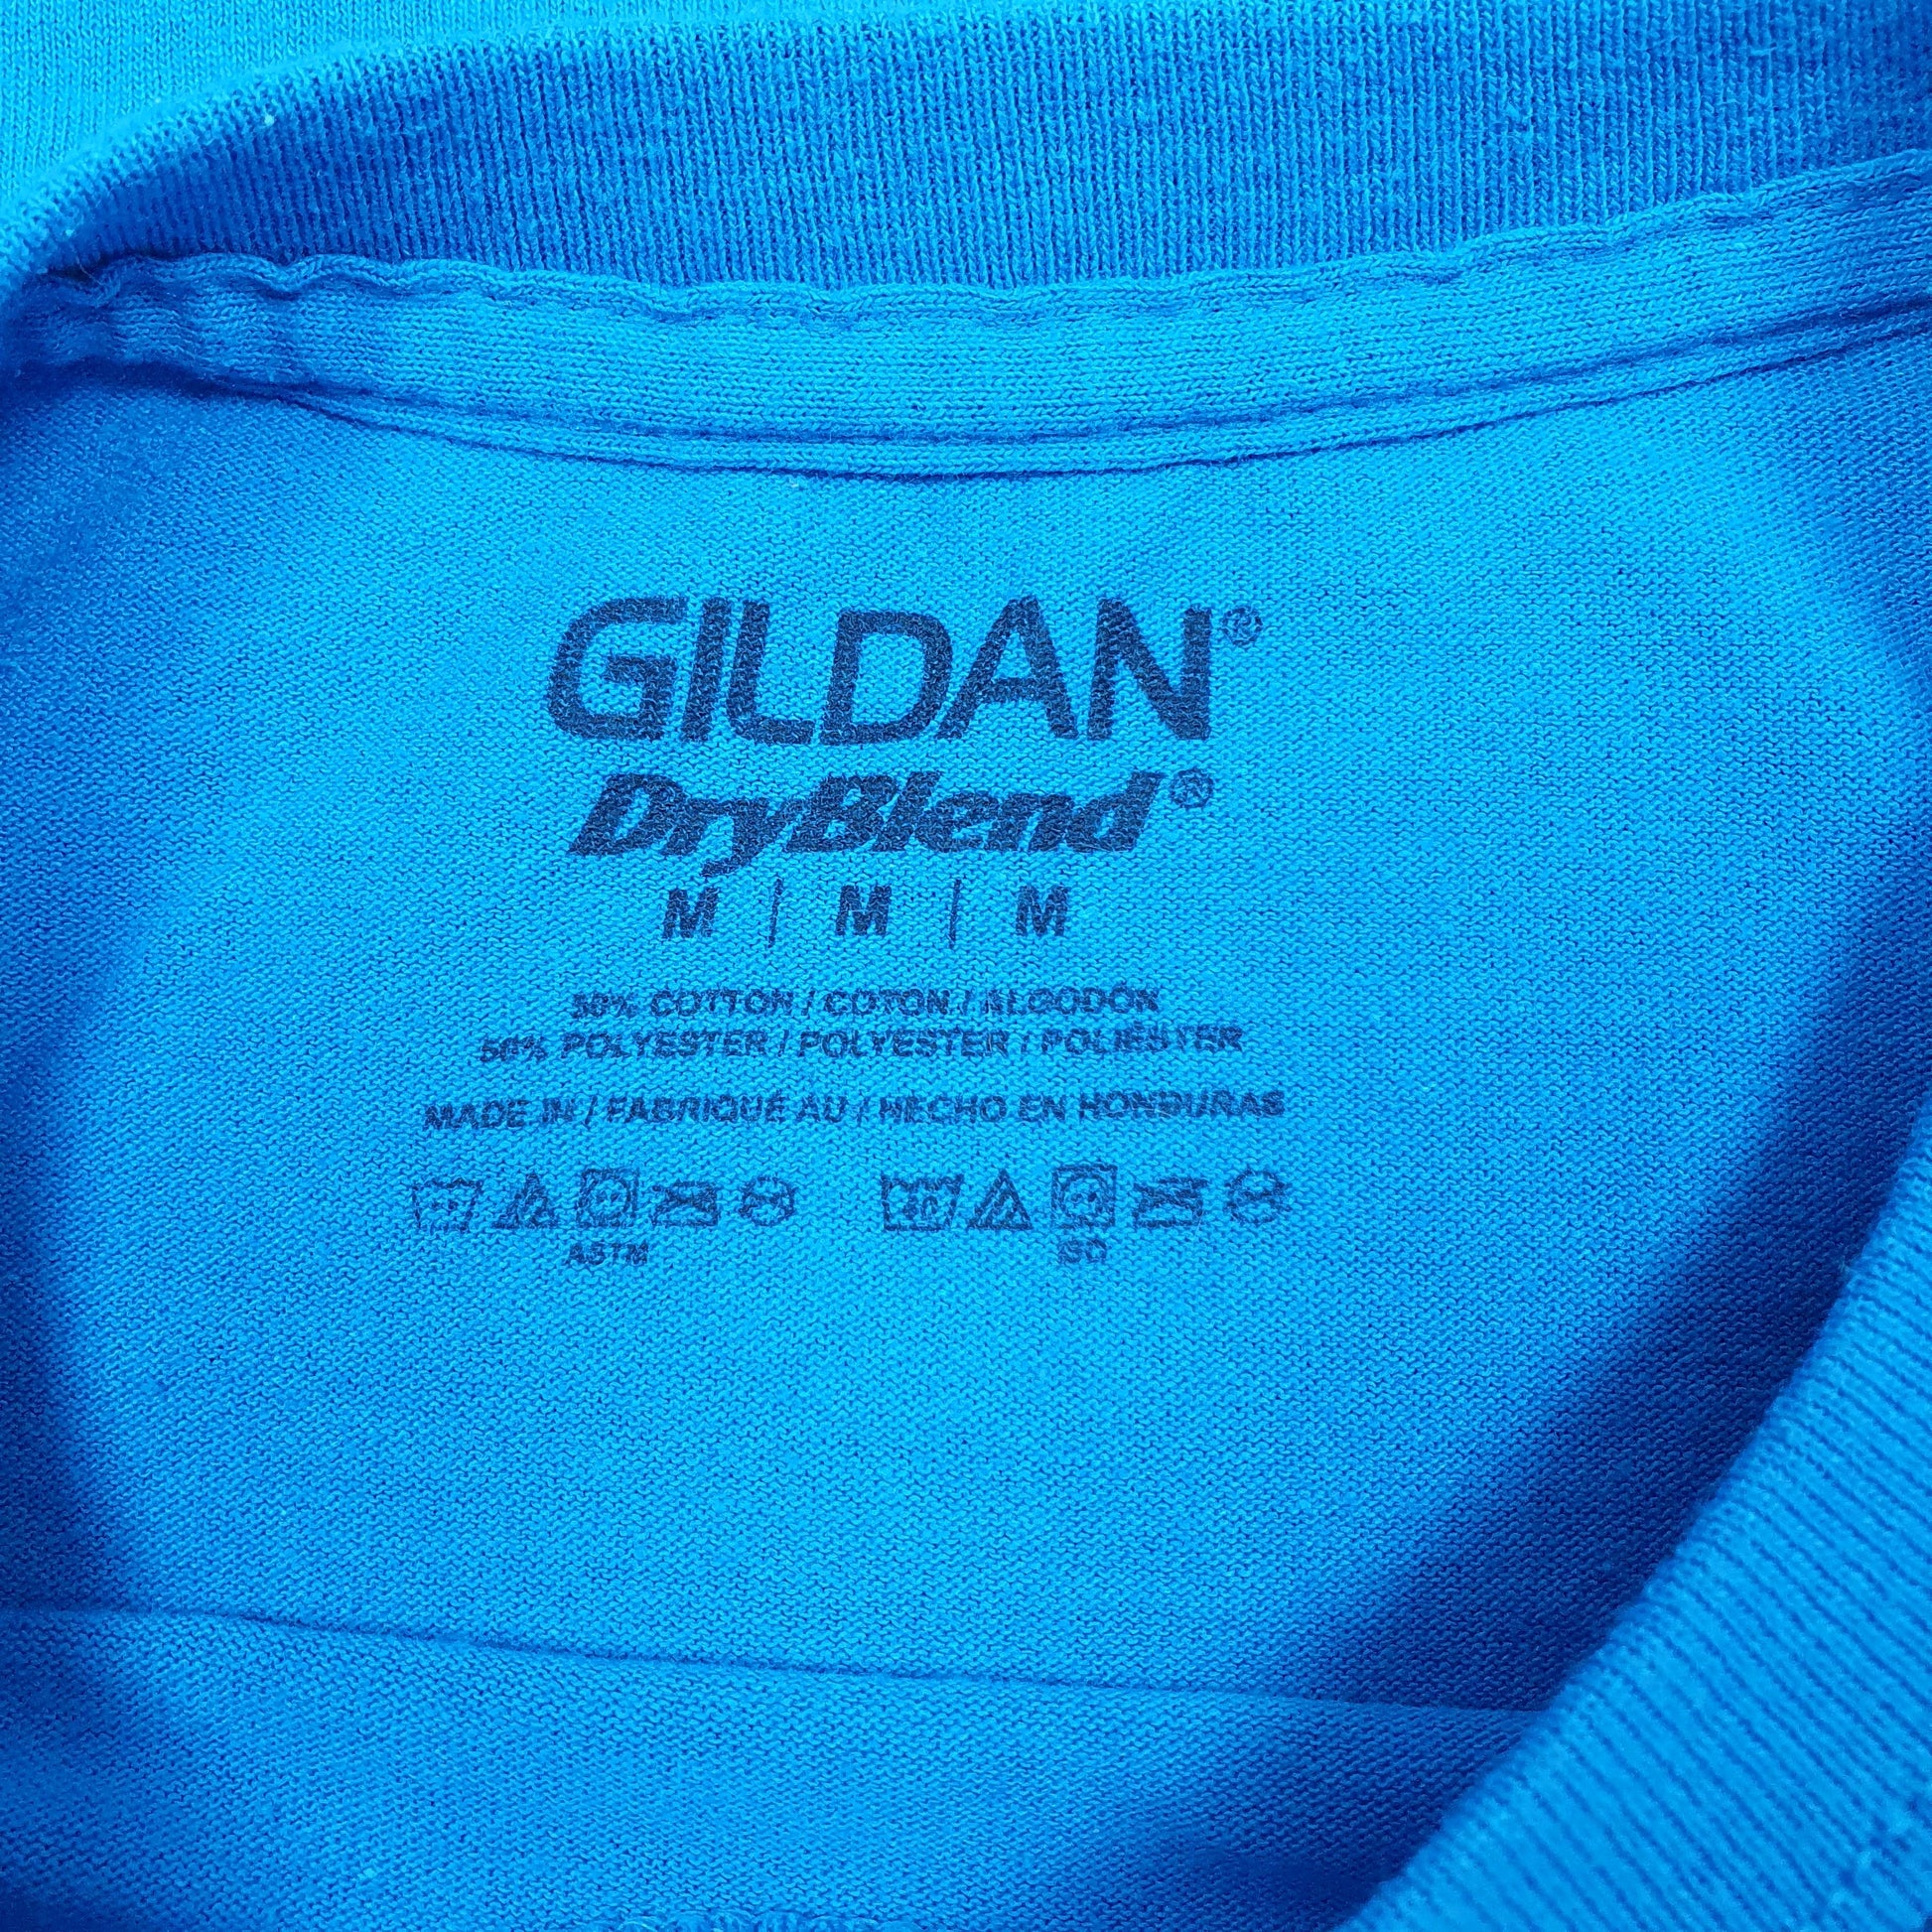 GILDAN®
DryBlend®
M | M | M
50% COTTON / COTON / ALGODÓN
50% POLYESTER / POLYESTER / POLIÉSTER
MADE IN / FABRIQUÉ AU / HECHO EN HONDURAS
ASTM ISO